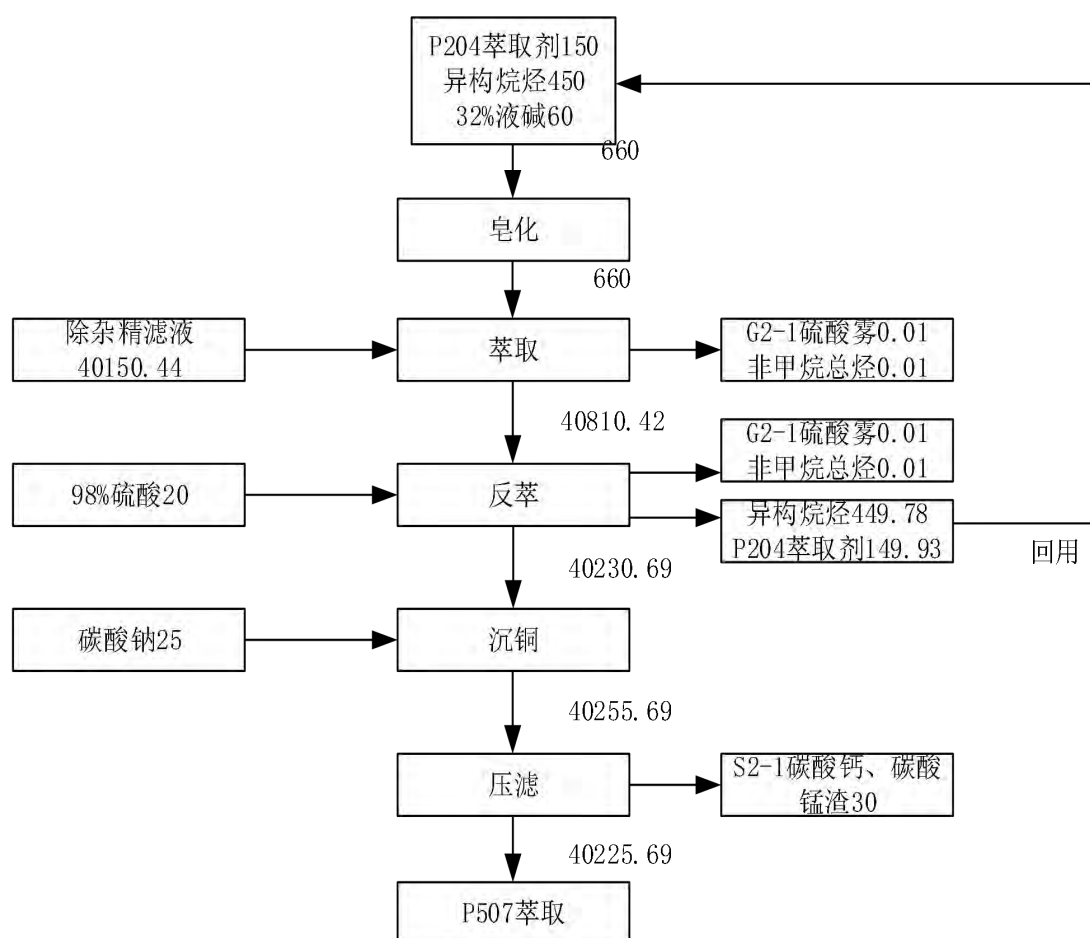 P204萃取剂150
异构烷烃450
32%液碱60
660
皂化
660
除杂精滤液
40150.44
萃取
G2-1硫酸雾0.01
非甲烷总烃0.01
40810.42
G2-1硫酸雾0.01
非甲烷总烃0.01
98%硫酸20
反萃
异构烷烃449.78
P204萃取剂149.93
回用
40230.69
碳酸钠25
沉铜
40255.69
压滤
S2-1碳酸钙、碳酸
锰渣30
40225.69
P507萃取